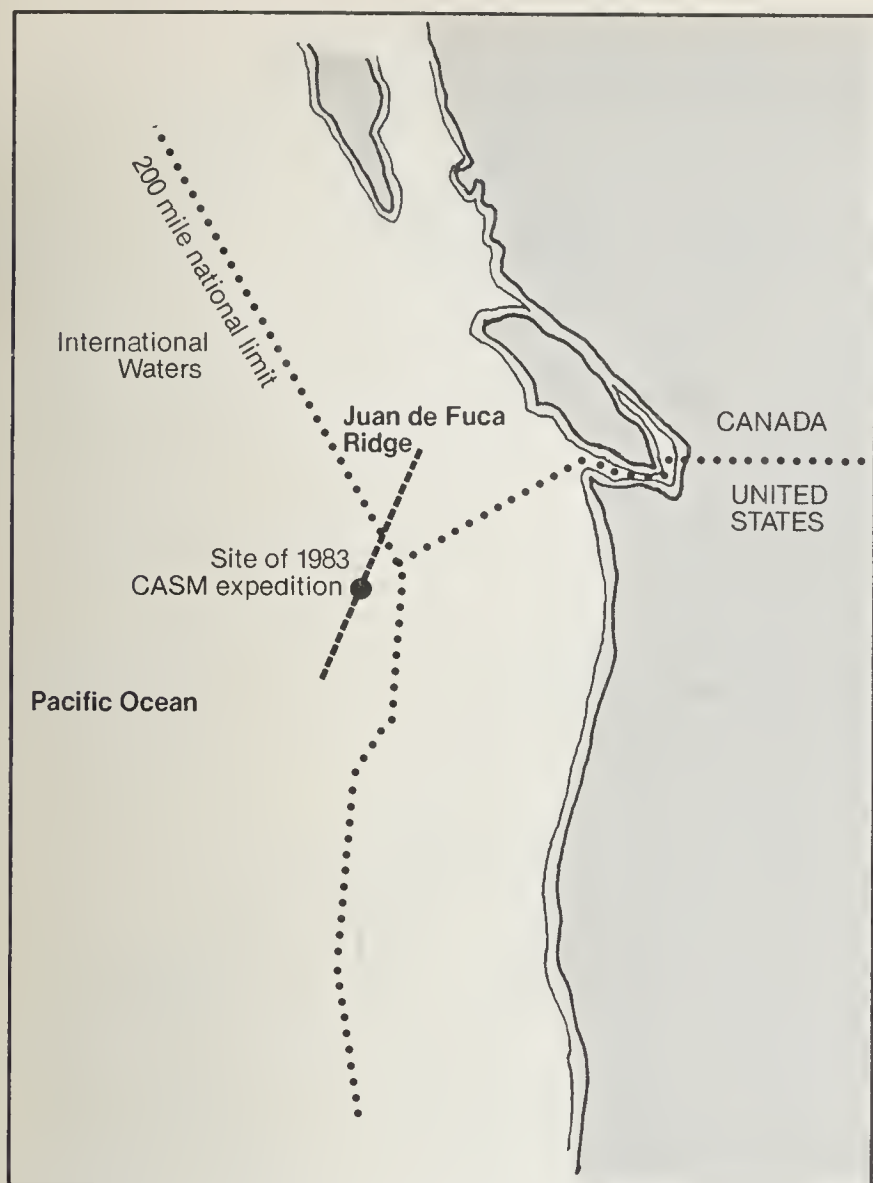 200 mile national limit
International
Waters
Juan de Fuca
Ridge
CANADA
UNITED
STATES
Site of 1983
CASM expedition
Pacific Ocean